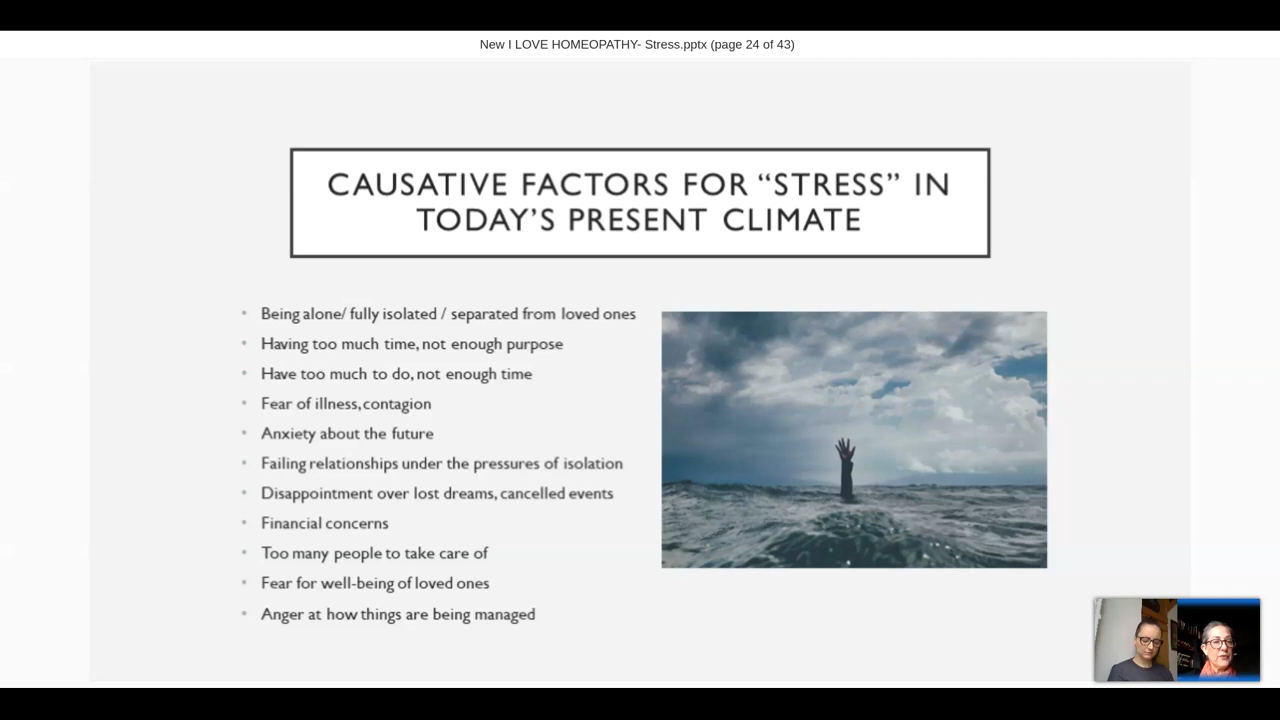 New I LOVE HOMEOPATHY- Stress.pptx (page 24 of 43)
CAUSATIVE FACTORS FOR “STRESS” IN
TODAY’S PRESENT CLIMATE
• Being alone/ fully isolated / separated from loved ones
• Having too much time, not enough purpose
• Have too much to do, not enough time
• Fear of illness, contagion
• Anxiety about the future
• Failing relationships under the pressures of isolation
• Disappointment over lost dreams, cancelled events
• Financial concerns
• Too many people to take care of
• Fear for well-being of loved ones
• Anger at how things are being managed